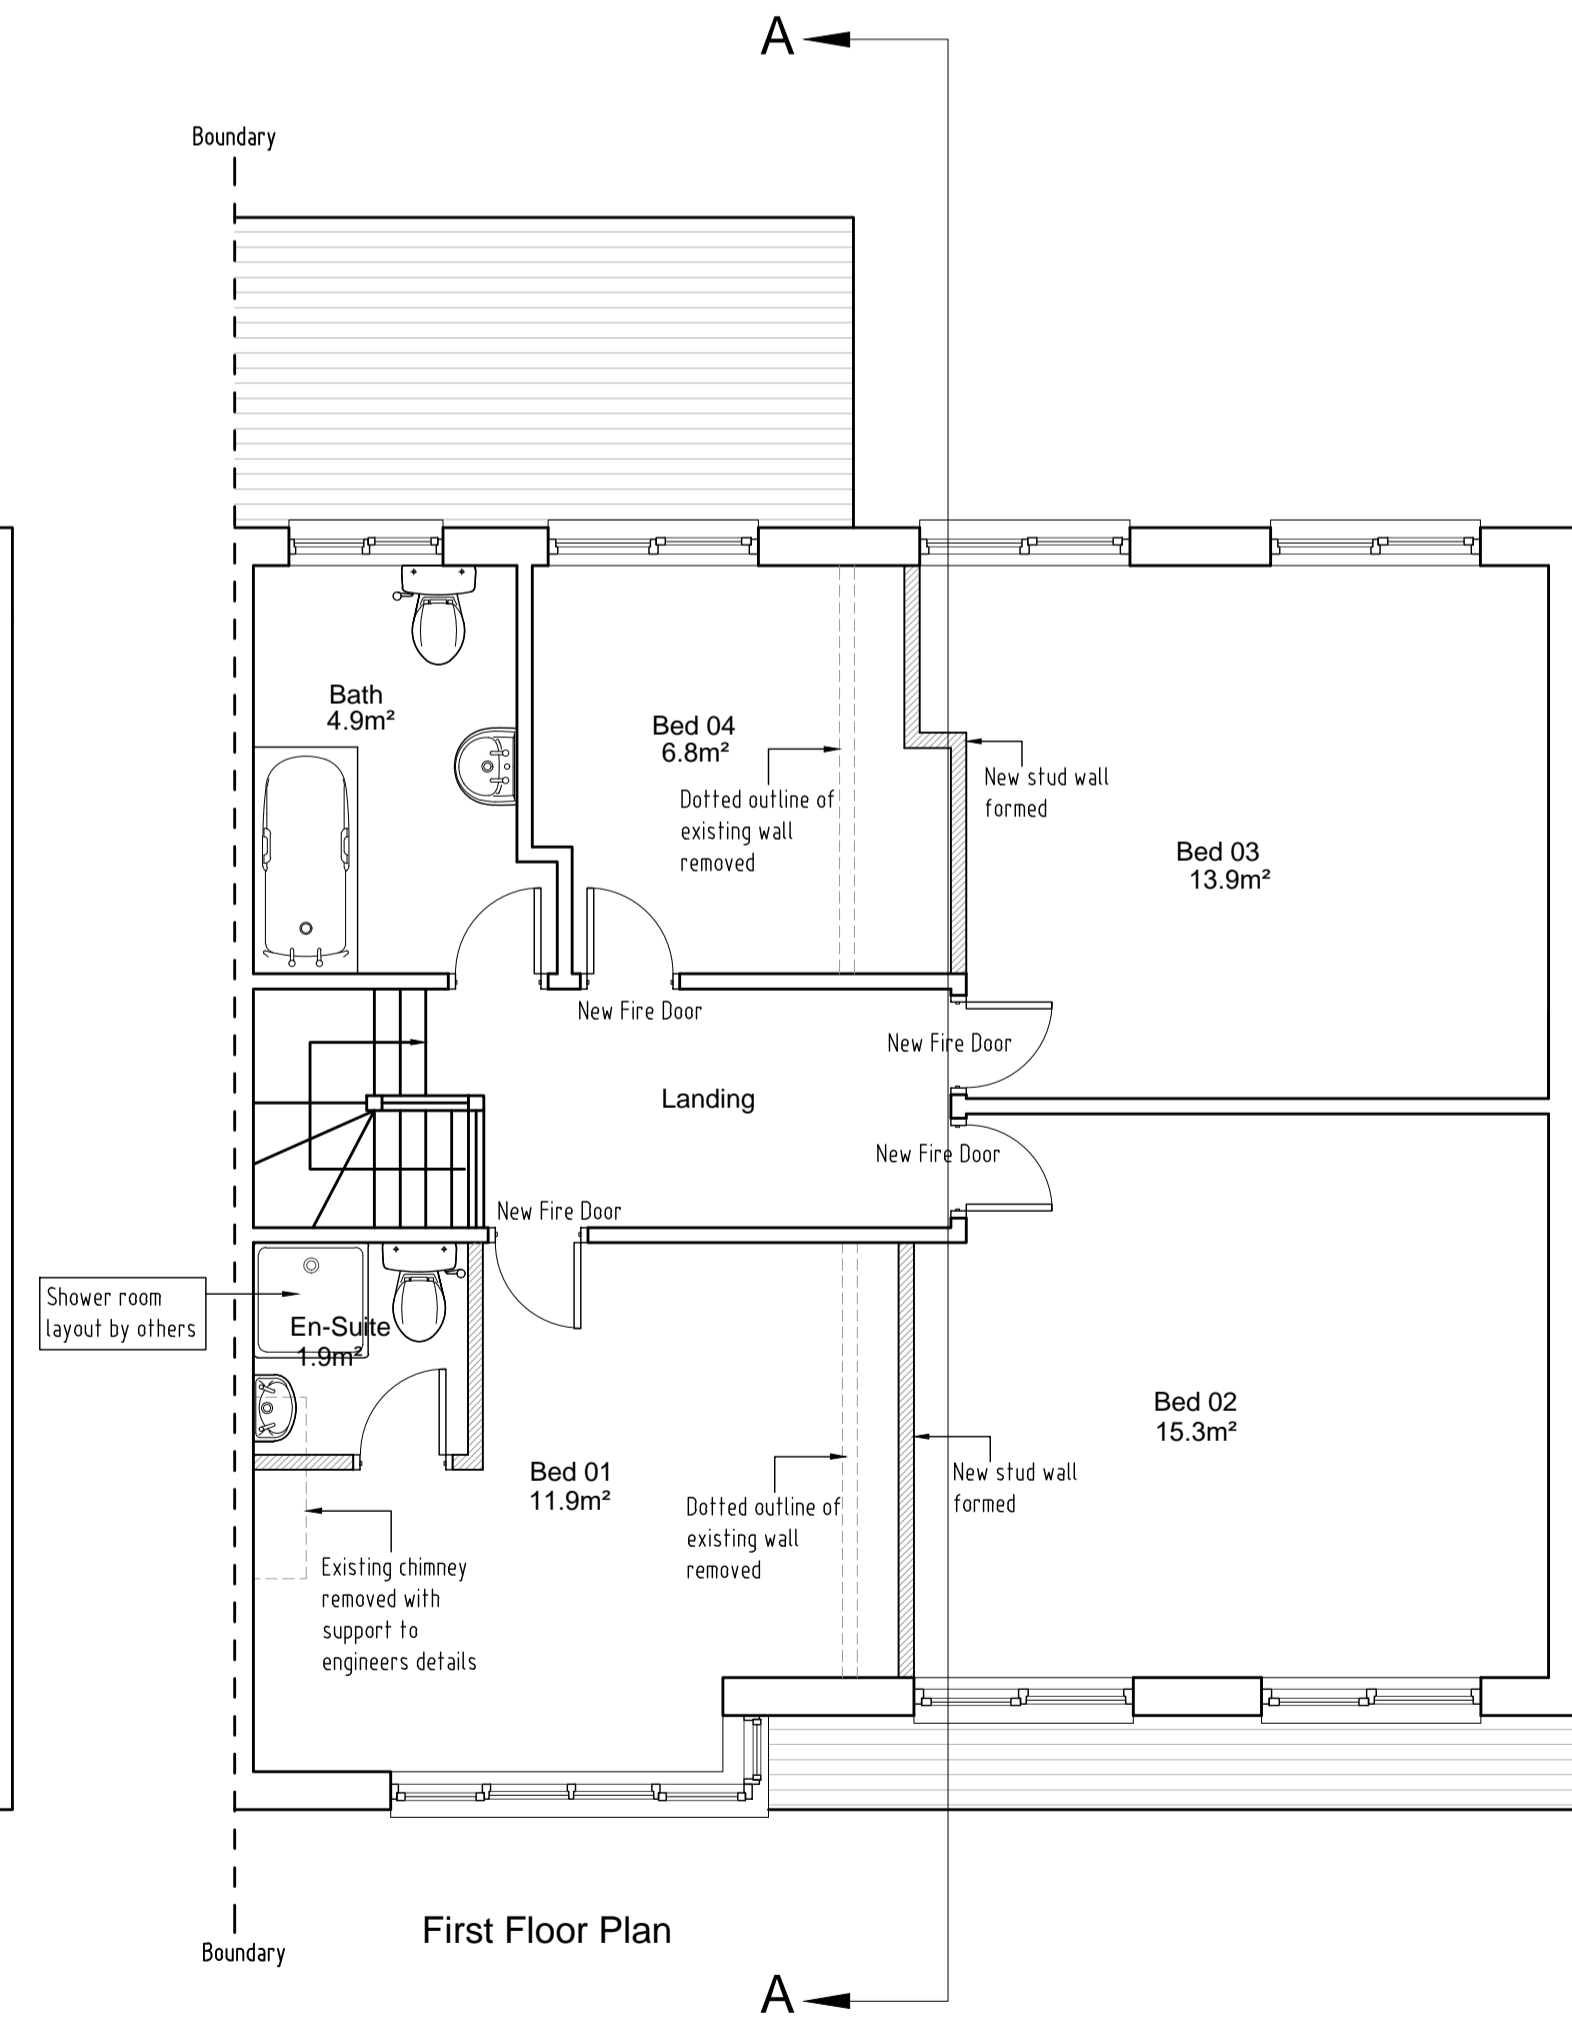 A
Boundary
Bath
4.9m²
Bed 04
6.8m²
Dotted outline of
existing wall
removed
New stud wall
formed
Bed 03
13.9m²
New Fire Door
New Fire Door
Landing
New Fire Door
New Fire Door
Shower room
layout by others
En-Suite
1.9m²
Bed 01
11.9m²
Existing chimney
removed with
support to
engineers details
Dotted outline of
existing wall
removed
Bed 02
15.3m²
New stud wall
formed
First Floor Plan
Boundary
A